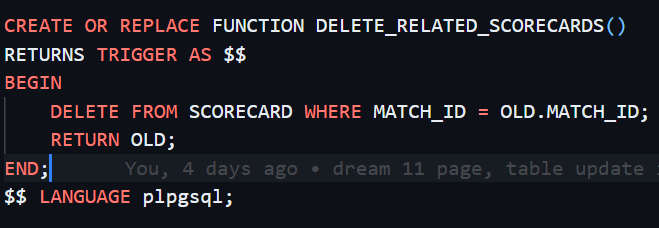 CREATE OR REPLACE FUNCTION DELETE_RELATED_SCORECARDS()
RETURNS TRIGGER AS $$
BEGIN
DELETE FROM SCORECARD WHERE MATCH_ID = OLD.MATCH_ID;
RETURN OLD;
END; You, 4 days ago • dream 11 page, table update
$$ LANGUAGE plpgsql;